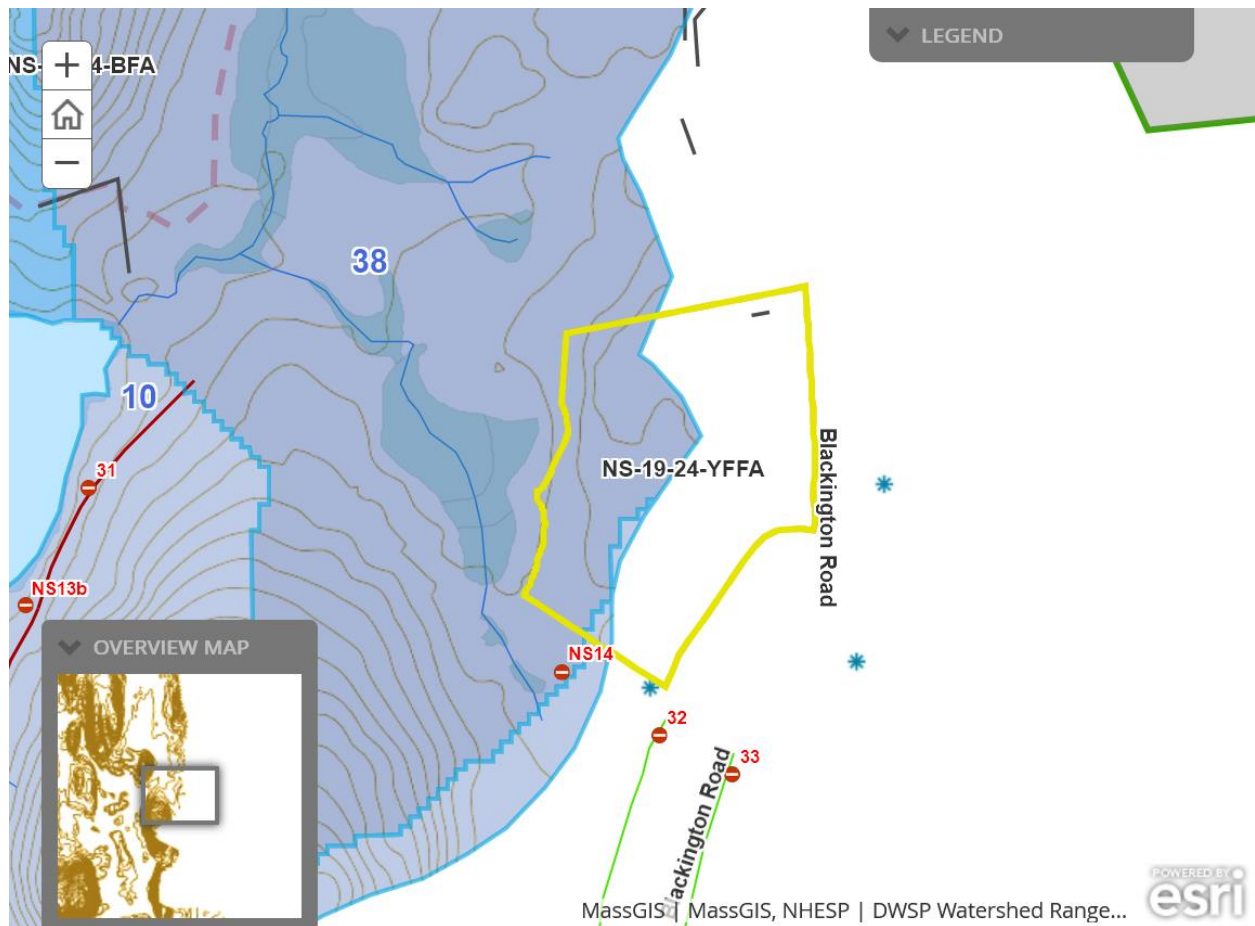 LEGEND
NS-
4-BFA
+
−
38
10
31
NS13b
NS-19-24-YFFA
Blackington Road
NS14
32
33
Blackington Road
OVERVIEW MAP
MassGIS | MassGIS, NHESP | DWSP Watershed Range...
POWERED BY
esri